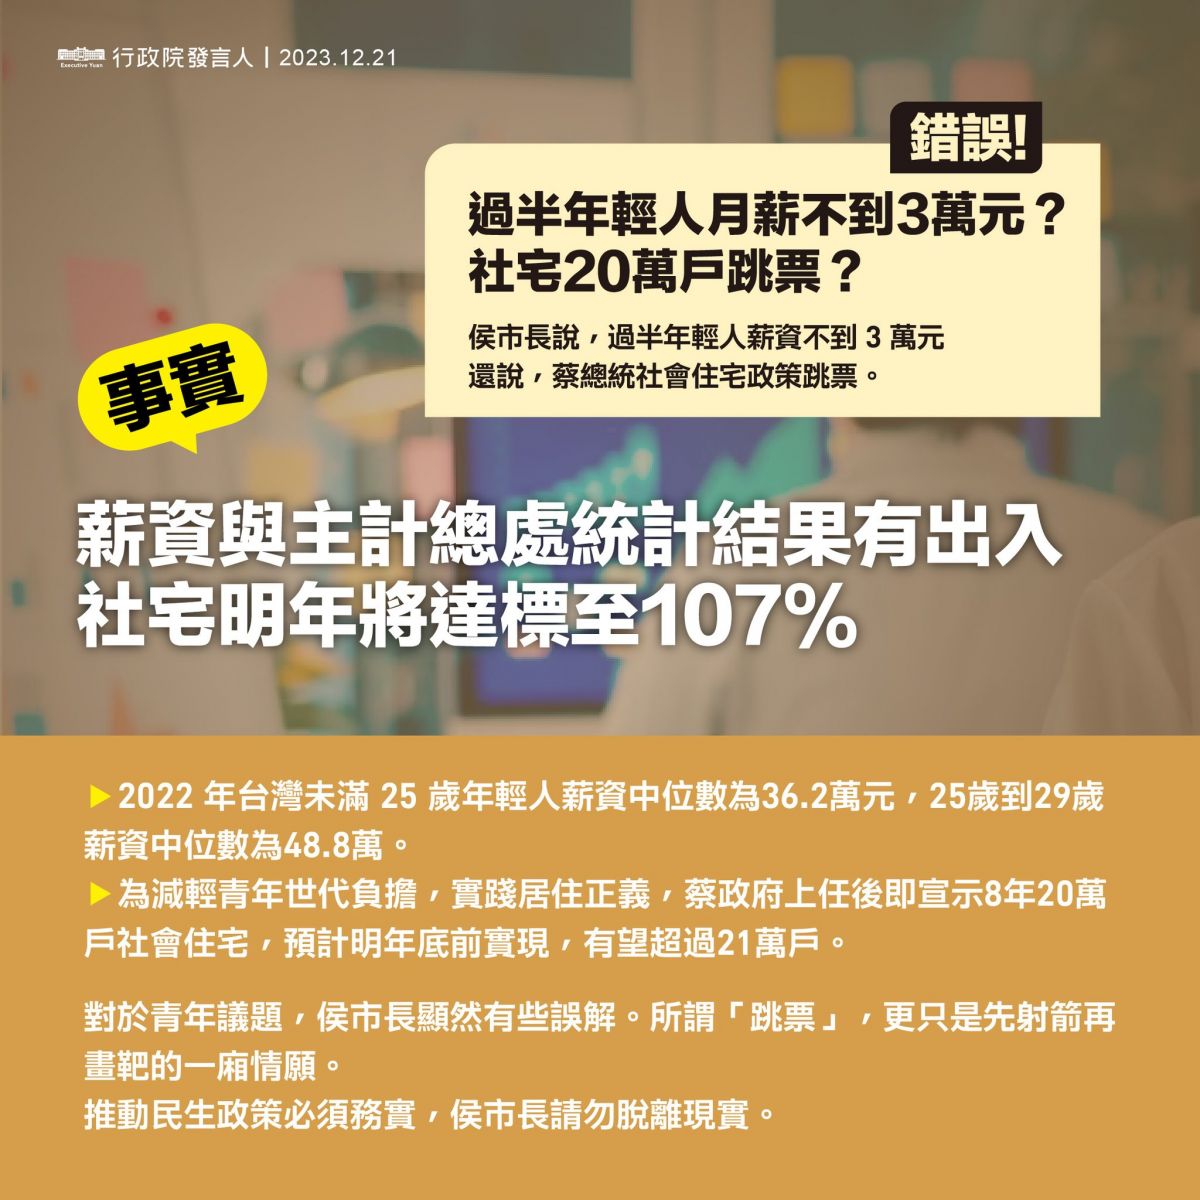 行政院發言人｜2023.12.21
Executive Yuan
錯誤!
過半年輕人月薪不到3萬元？
社宅20萬戶跳票？
侯市長說，過半年輕人薪資不到 3 萬元
還說，蔡總統社會住宅政策跳票。
事實
薪資與主計總處統計結果有出入
社宅明年將達標至107%
▶2022 年台灣未滿 25 歲年輕人薪資中位數為36.2萬元，25歲到29歲
薪資中位數為48.8萬。
▶為減輕青年世代負擔，實踐居住正義，蔡政府上任後即宣示8年20萬
戶社會住宅，預計明年底前實現，有望超過21萬戶。
對於青年議題，侯市長顯然有些誤解。所謂「跳票」，更只是先射箭再
畫靶的一廂情願。
推動民生政策必須務實，侯市長請勿脫離現實。